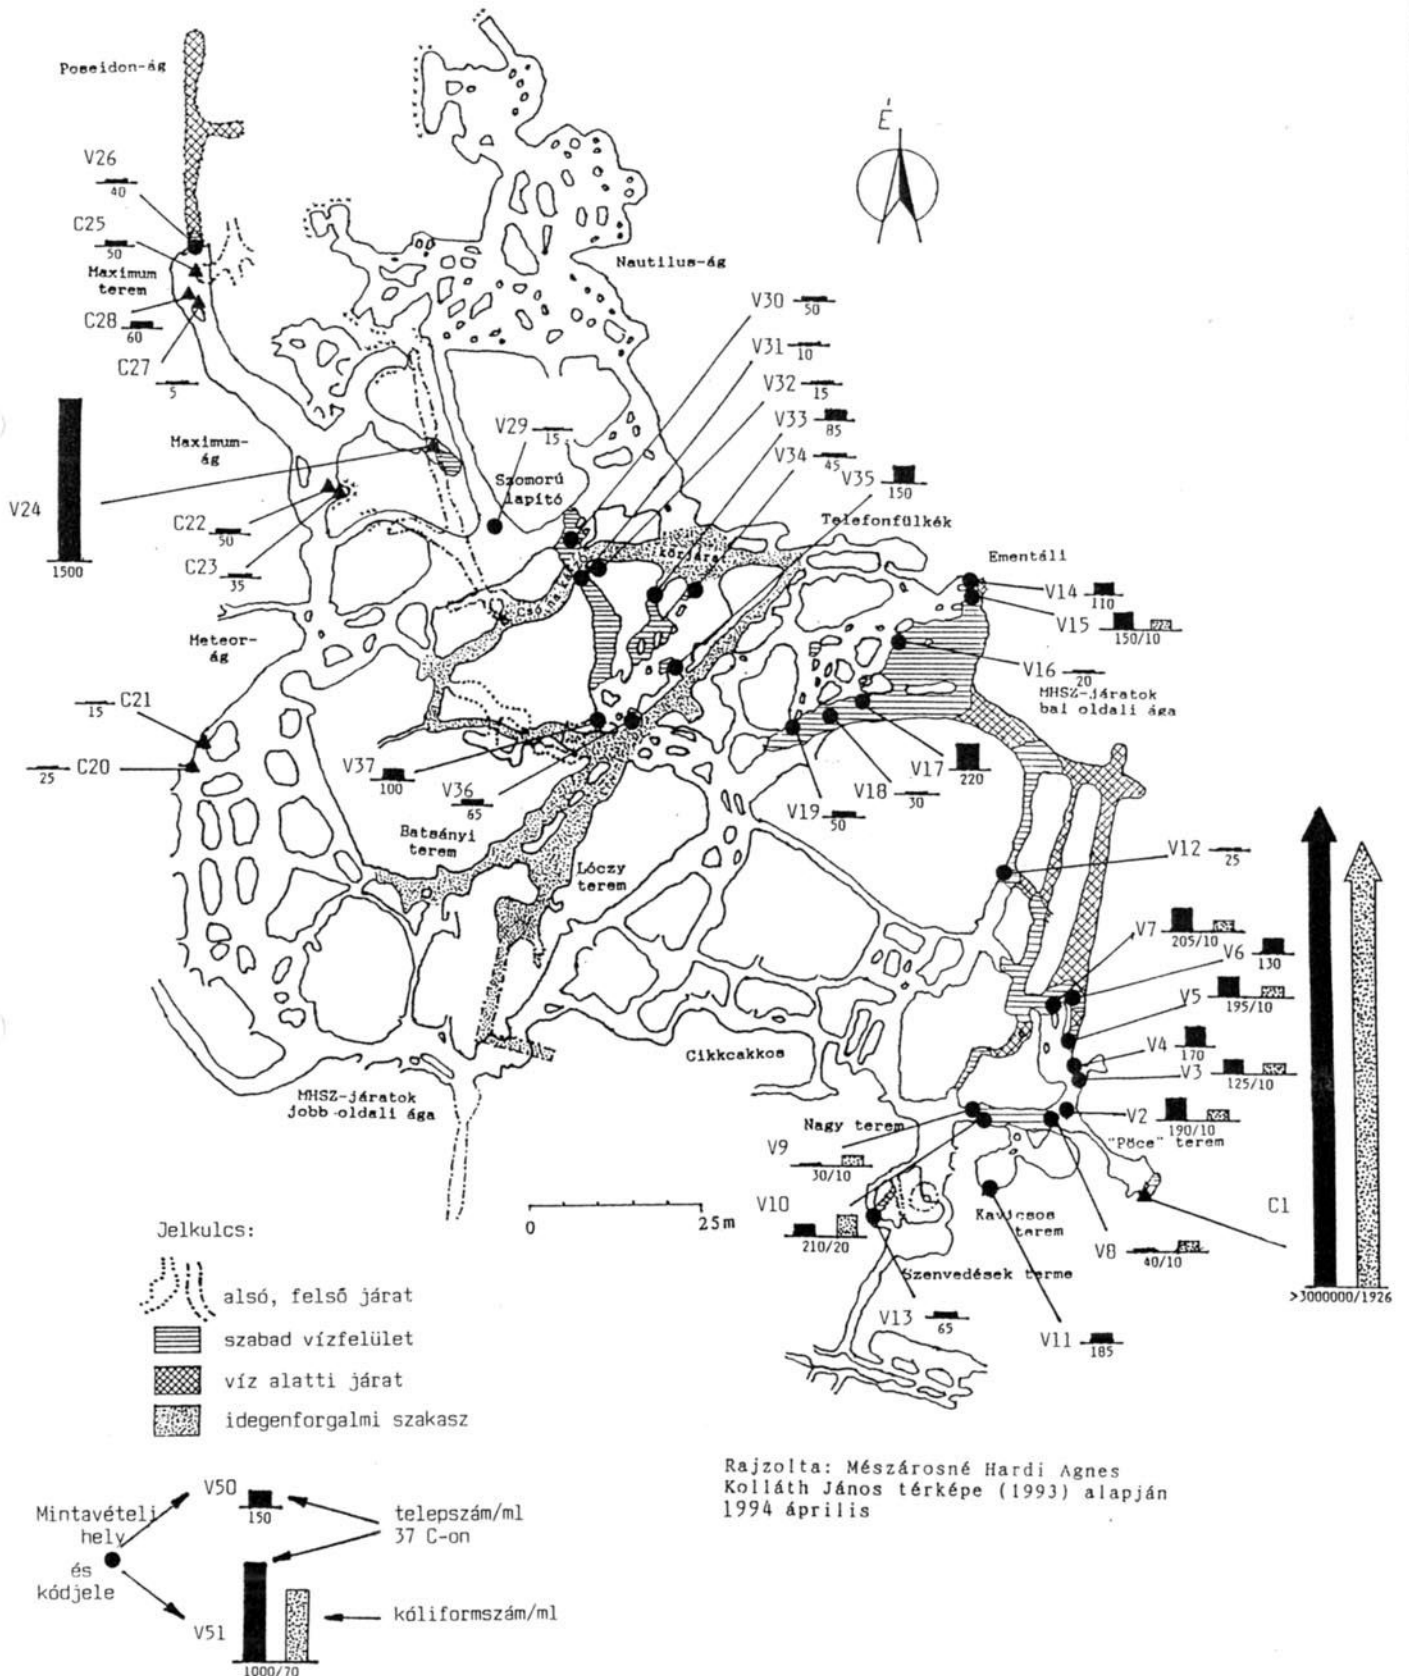 Poseidon-ág
É
V26
40
C25
50
Maximum
terem
Nautilus-ág
C28
60
C27
5
V30
50
V31
10
V32
15
V33
85
V34
45
V35
150
V29
15
Szomorú
lapító
Maximum-
ág
V24
1500
C22
50
C23
35
Telefonfülkék
Ementáli
körjárat
V14
110
V15
150/10
V16
20
MHSZ-járatok
bal oldali ága
Meteor-
ág
C21
15
C20
25
V37
100
V36
65
V17
220
V18
30
V19
50
Batsányi
terem
Lóczy
terem
V12
25
V7
205/10
V6
130
V5
195/10
V4
170
V3
125/10
V2
190/10
"Pöce" terem
Cikkcakkos
MHSZ-járatok
jobb oldali ága
Nagy terem
V9
30/10
V10
210/20
Kavicsos
terem
V8
40/10
C1
>3000000/1926
Szenvedések terme
V13
65
V11
185
0
25m
Jelkulcs:
alsó, felső járat
szabad vízfelület
víz alatti járat
idegenforgalmi szakasz
Rajzolta: Mészárosné Hardi Agnes
Kolláth János térképe (1993) alapján
1994 április
V50
150
Mintavételi
hely
és
kódjele
telepszám/ml
37 C-on
V51
1000/70
kóliformszám/ml